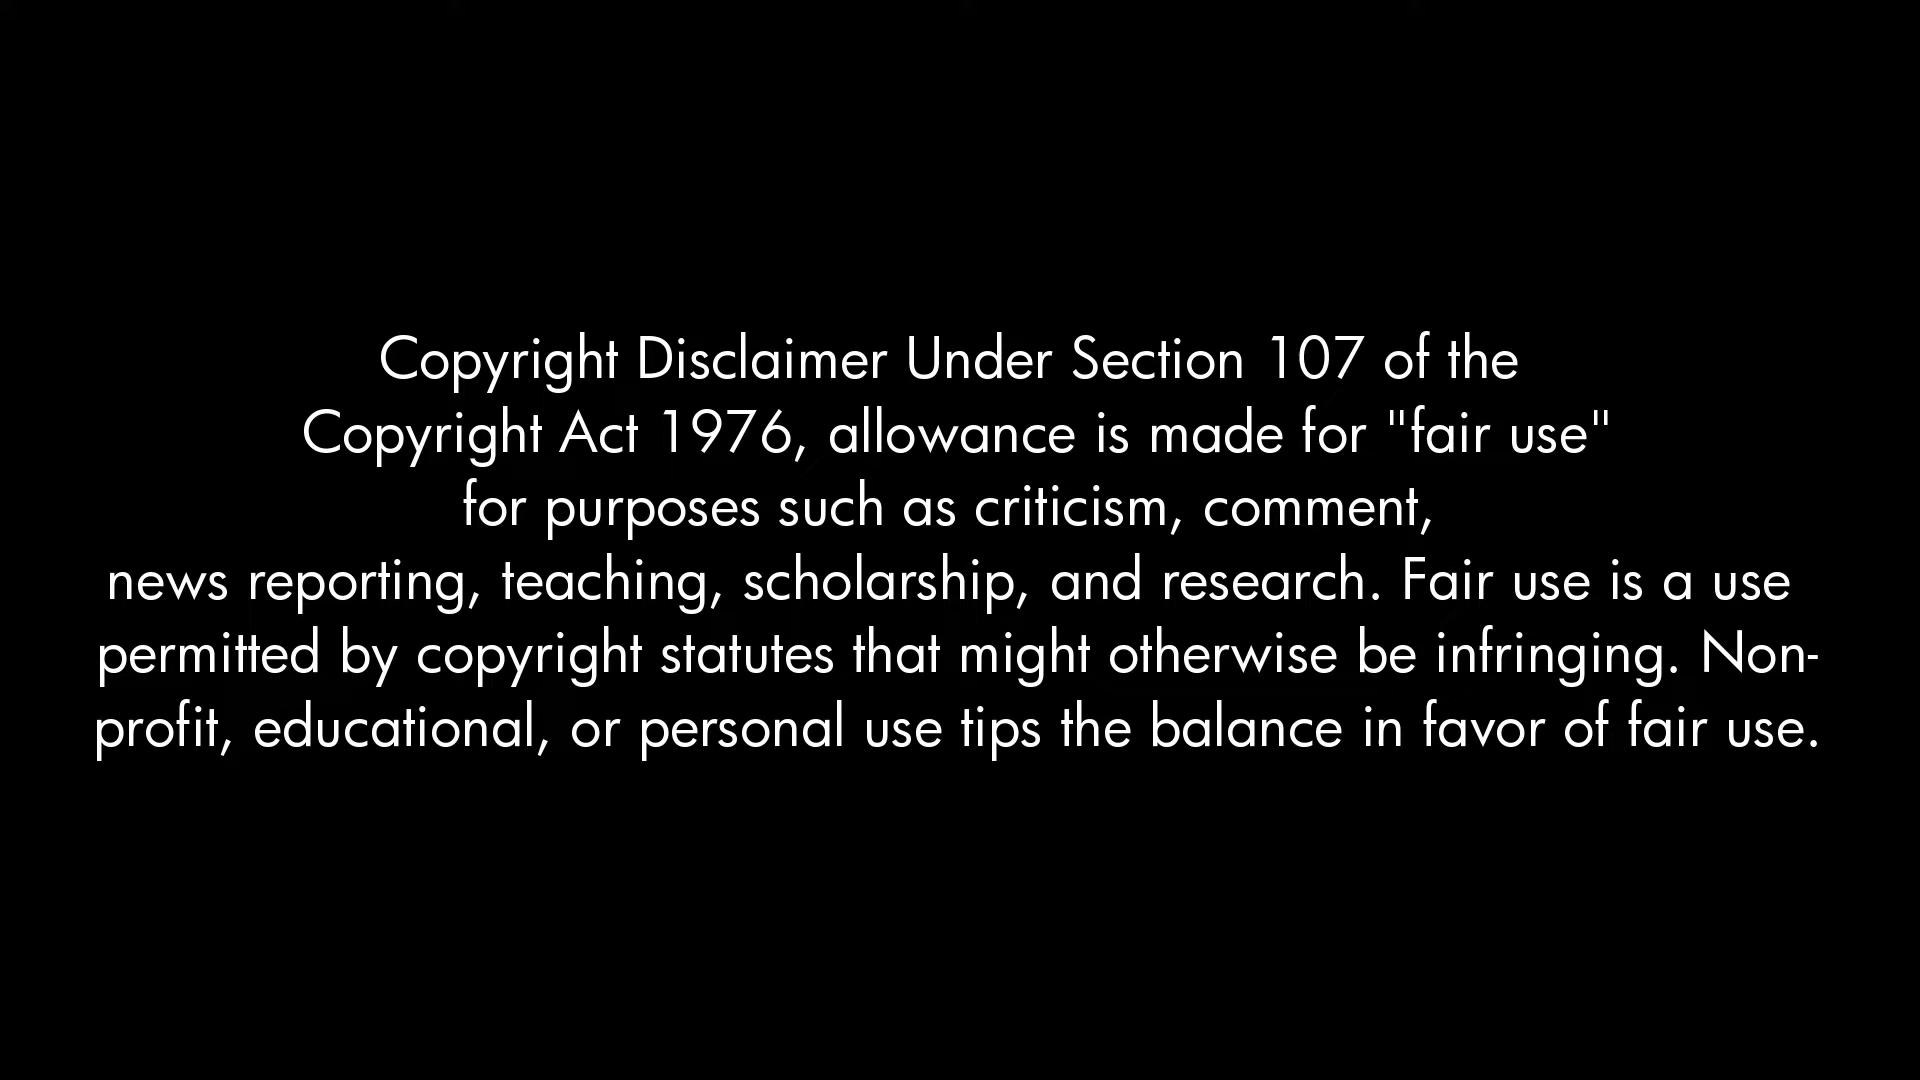 Copyright Disclaimer Under Section 107 of the
Copyright Act 1976, allowance is made for "fair use"
for purposes such as criticism, comment,
news reporting, teaching, scholarship, and research. Fair use is a use
permitted by copyright statutes that might otherwise be infringing. Non-
profit, educational, or personal use tips the balance in favor of fair use.